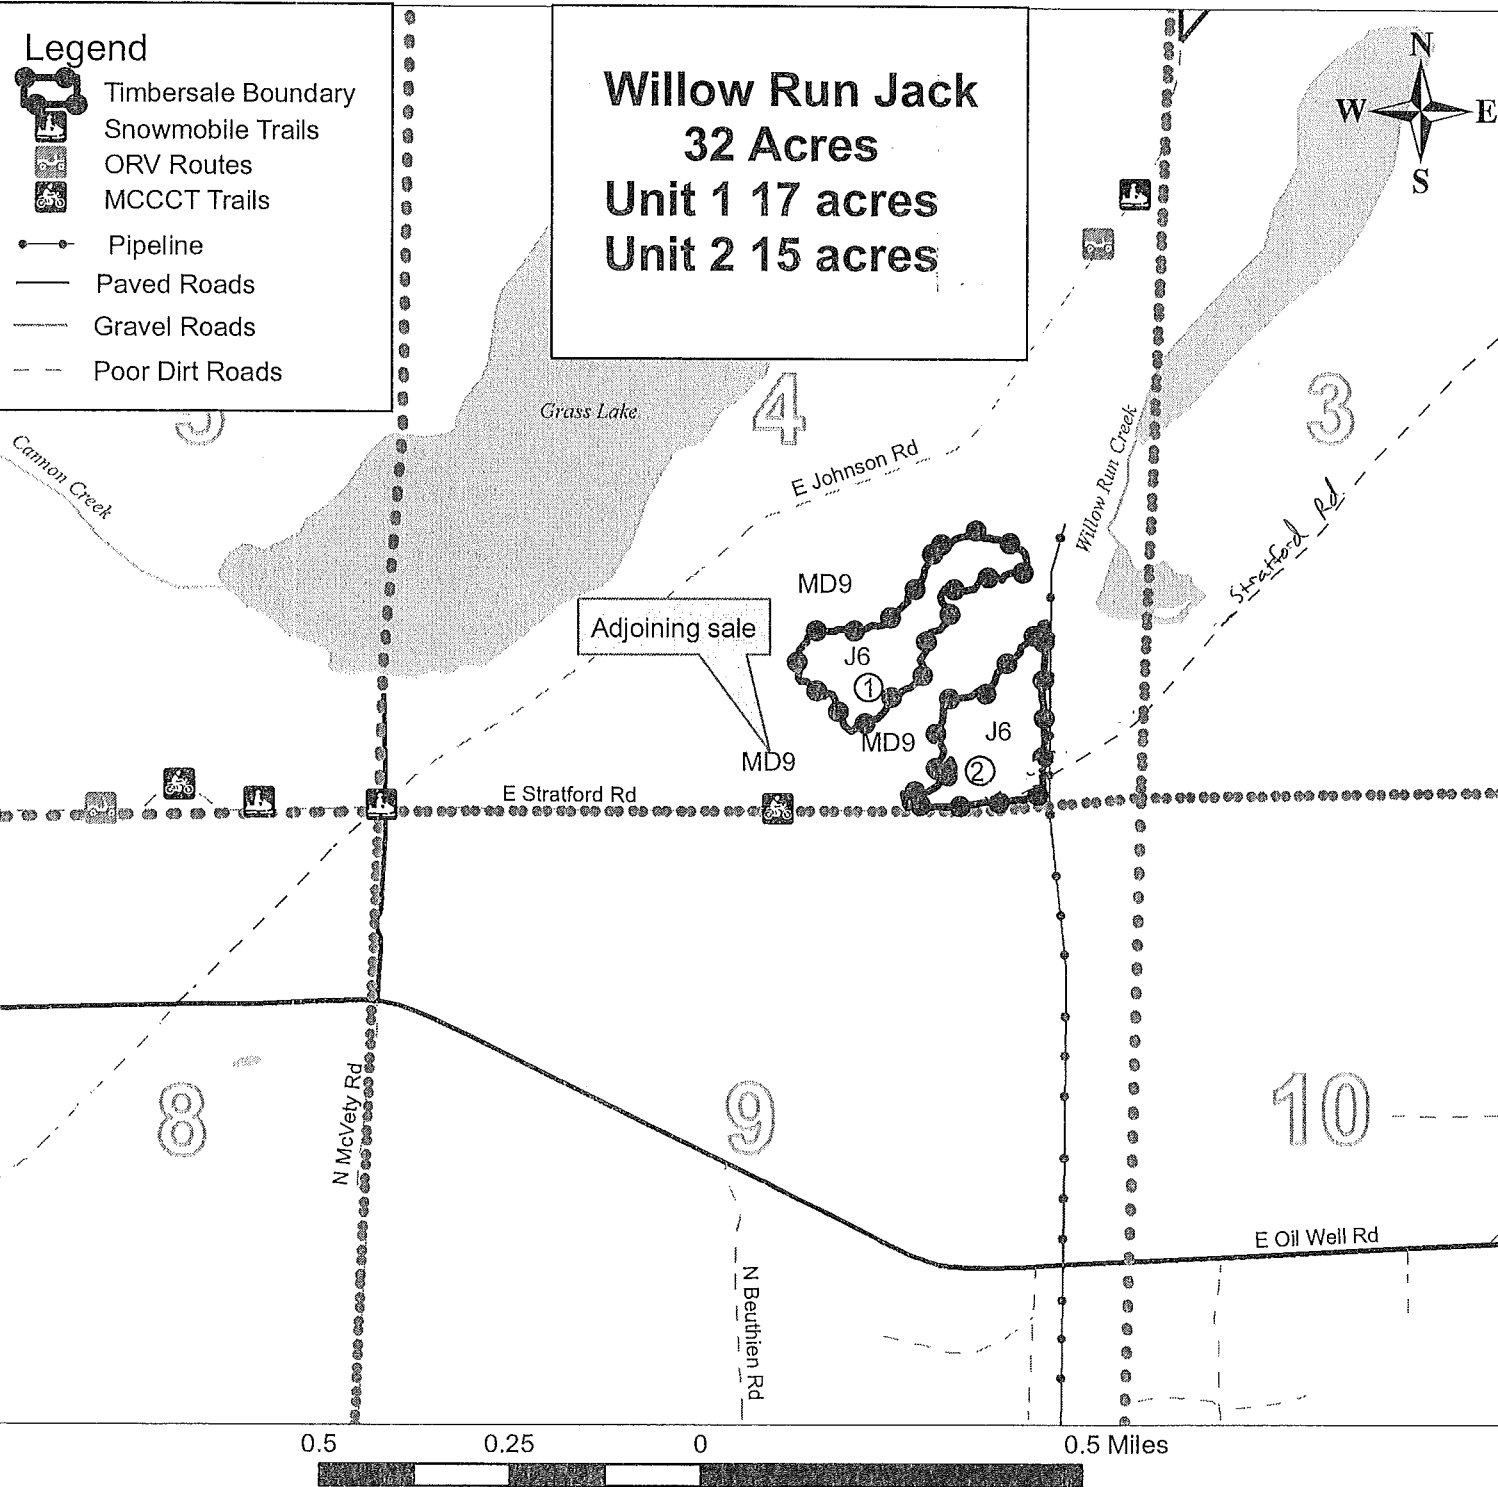 Legend
Timbersale Boundary
Snowmobile Trails
ORV Routes
MCCCT Trails
Pipeline
Paved Roads
Gravel Roads
Poor Dirt Roads
Willow Run Jack
32 Acres
Unit 1 17 acres
Unit 2 15 acres
N
W E
S
5
4
3
Grass Lake
Cannon Creek
E Johnson Rd
Willow Run Creek
Stratford Rd
MD9
Adjoining sale
J6
1
MD9
J6
MD9
2
E Stratford Rd
8
9
10
N McVety Rd
E Oil Well Rd
N Beuthien Rd
0.5 0.25 0 0.5 Miles